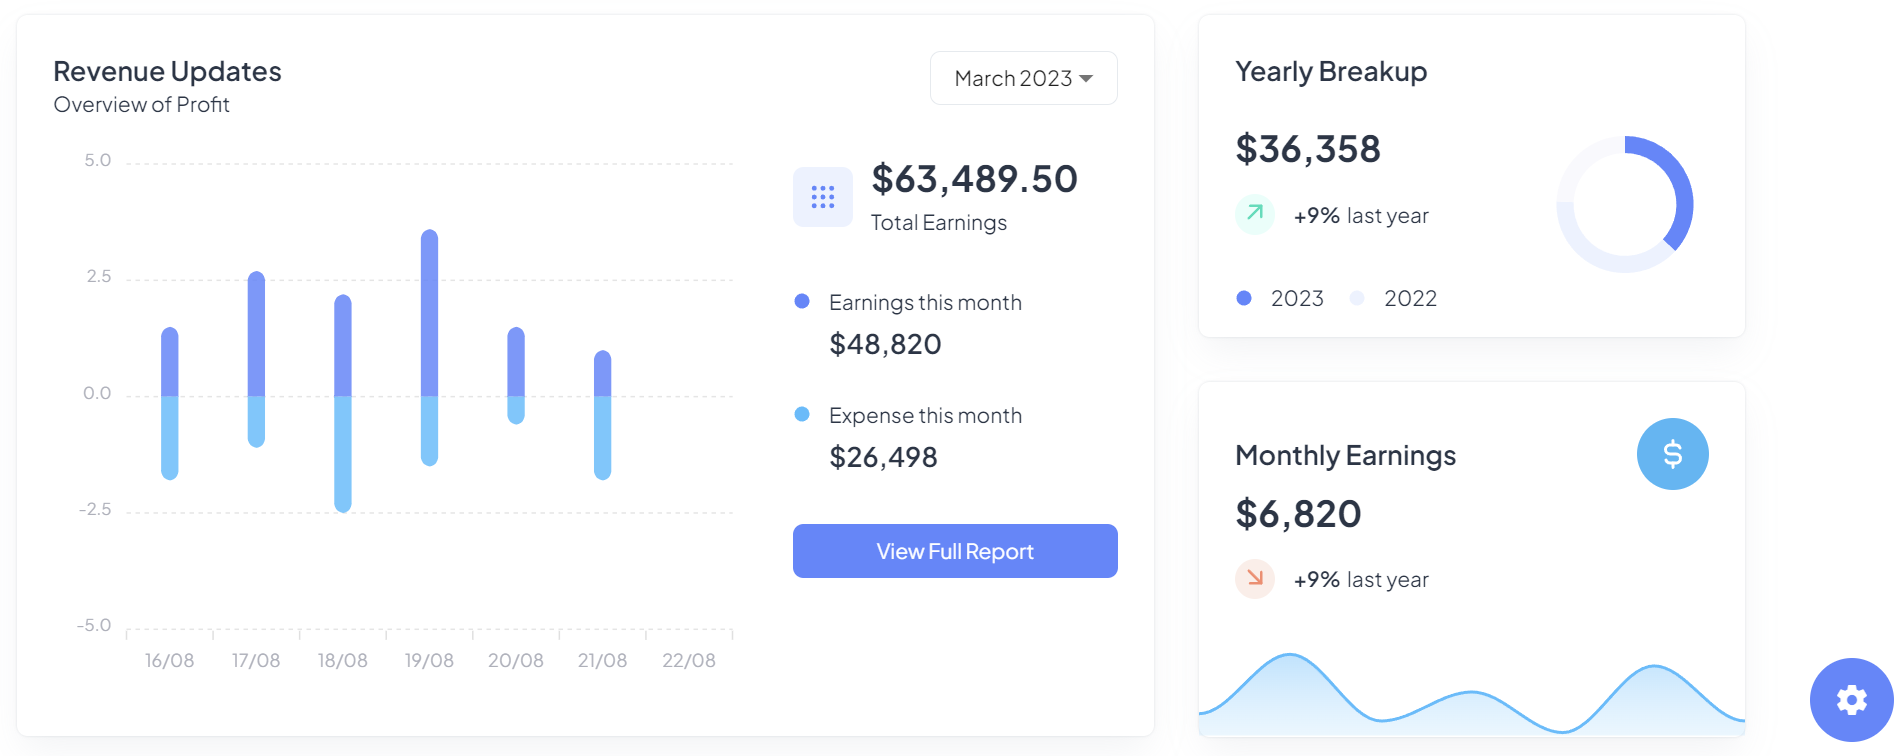 Revenue Updates
Overview of Profit
March 2023
5.0
2.5
0.0
-2.5
-5.0
16/08 17/08 18/08 19/08 20/08 21/08 22/08
$63,489.50
Total Earnings
Earnings this month
$48,820
Expense this month
$26,498
View Full Report
Yearly Breakup
$36,358
+9% last year
2023 2022
Monthly Earnings
$
$6,820
+9% last year